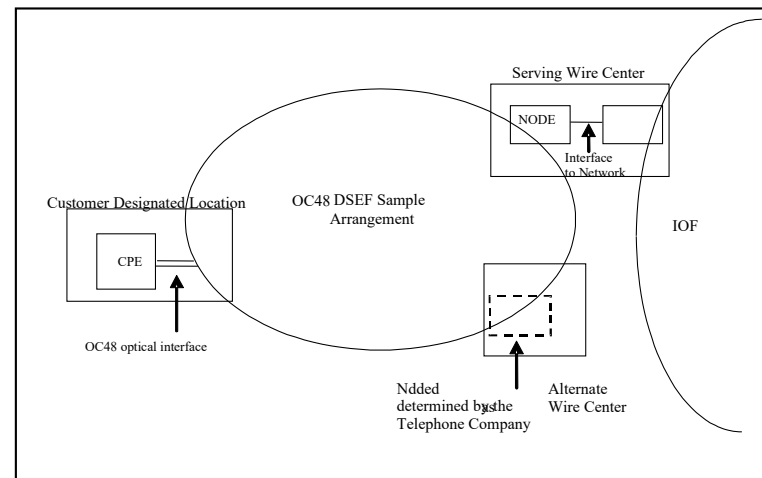 Serving Wire Center
NODE
Interface
to Network
Customer Designated Location
OC48 DSEF Sample
Arrangement
IOF
CPE
OC48 optical interface
Ndded
determined by the
Telephone Company
Alternate
Wire Center